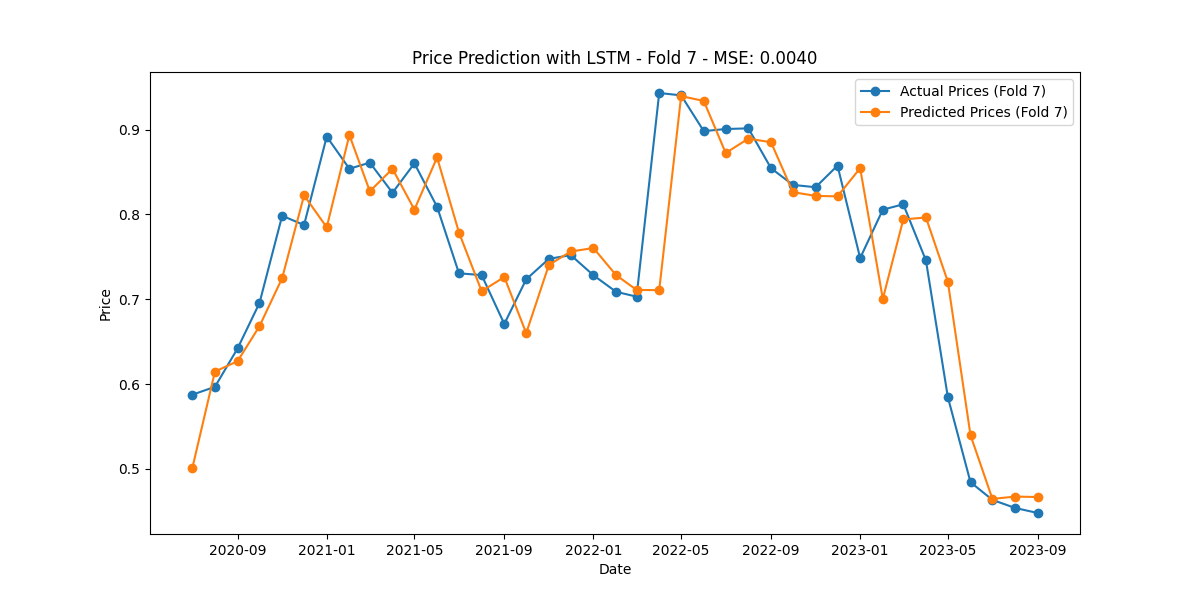 Price Prediction with LSTM - Fold 7 - MSE: 0.0040
Actual Prices (Fold 7)
Predicted Prices (Fold 7)
Price
0.9
0.8
0.7
0.6
0.5
2020-09 2021-01 2021-05 2021-09 2022-01 2022-05 2022-09 2023-01 2023-05 2023-09
Date